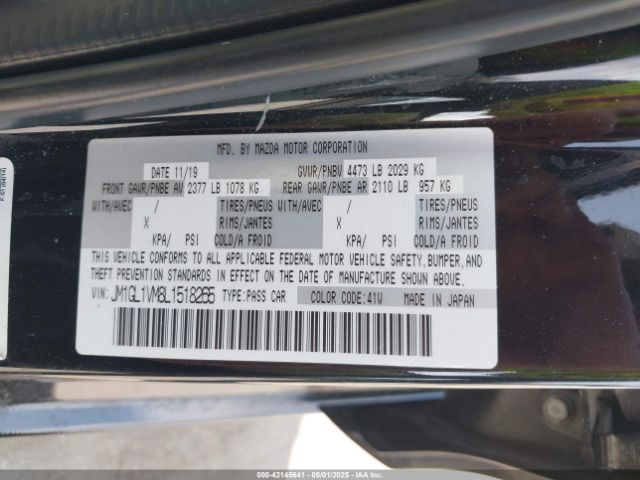 MFD. BY MAZDA MOTOR CORPORATION
DATE 11/19 GVWR/PNBV 4473 LB 2029 KG
FRONT GAWR/PNBE AV 2377 LB 1078 KG REAR GAWR/PNBE AR 2110 LB 957 KG
WITH/AVEC / TIRES/PNEUS WITH/AVEC / TIRES/PNEUS
X RIMS/JANTES X RIMS/JANTES
KPA/ PSI COLD/A FROID KPA/ PSI COLD/A FROID
THIS VEHICLE CONFORMS TO ALL APPLICABLE FEDERAL MOTOR VEHICLE SAFETY, BUMPER, AND
THEFT PREVENTION STANDARDS IN EFFECT ON THE DATE OF MANUFACTURE SHOWN ABOVE.
VIN: JM1GL1VM8L1518265 TYPE:PASS CAR COLOR CODE:41W MADE IN JAPAN
000-42145641 - 05/01/2025 - IAAI.COM